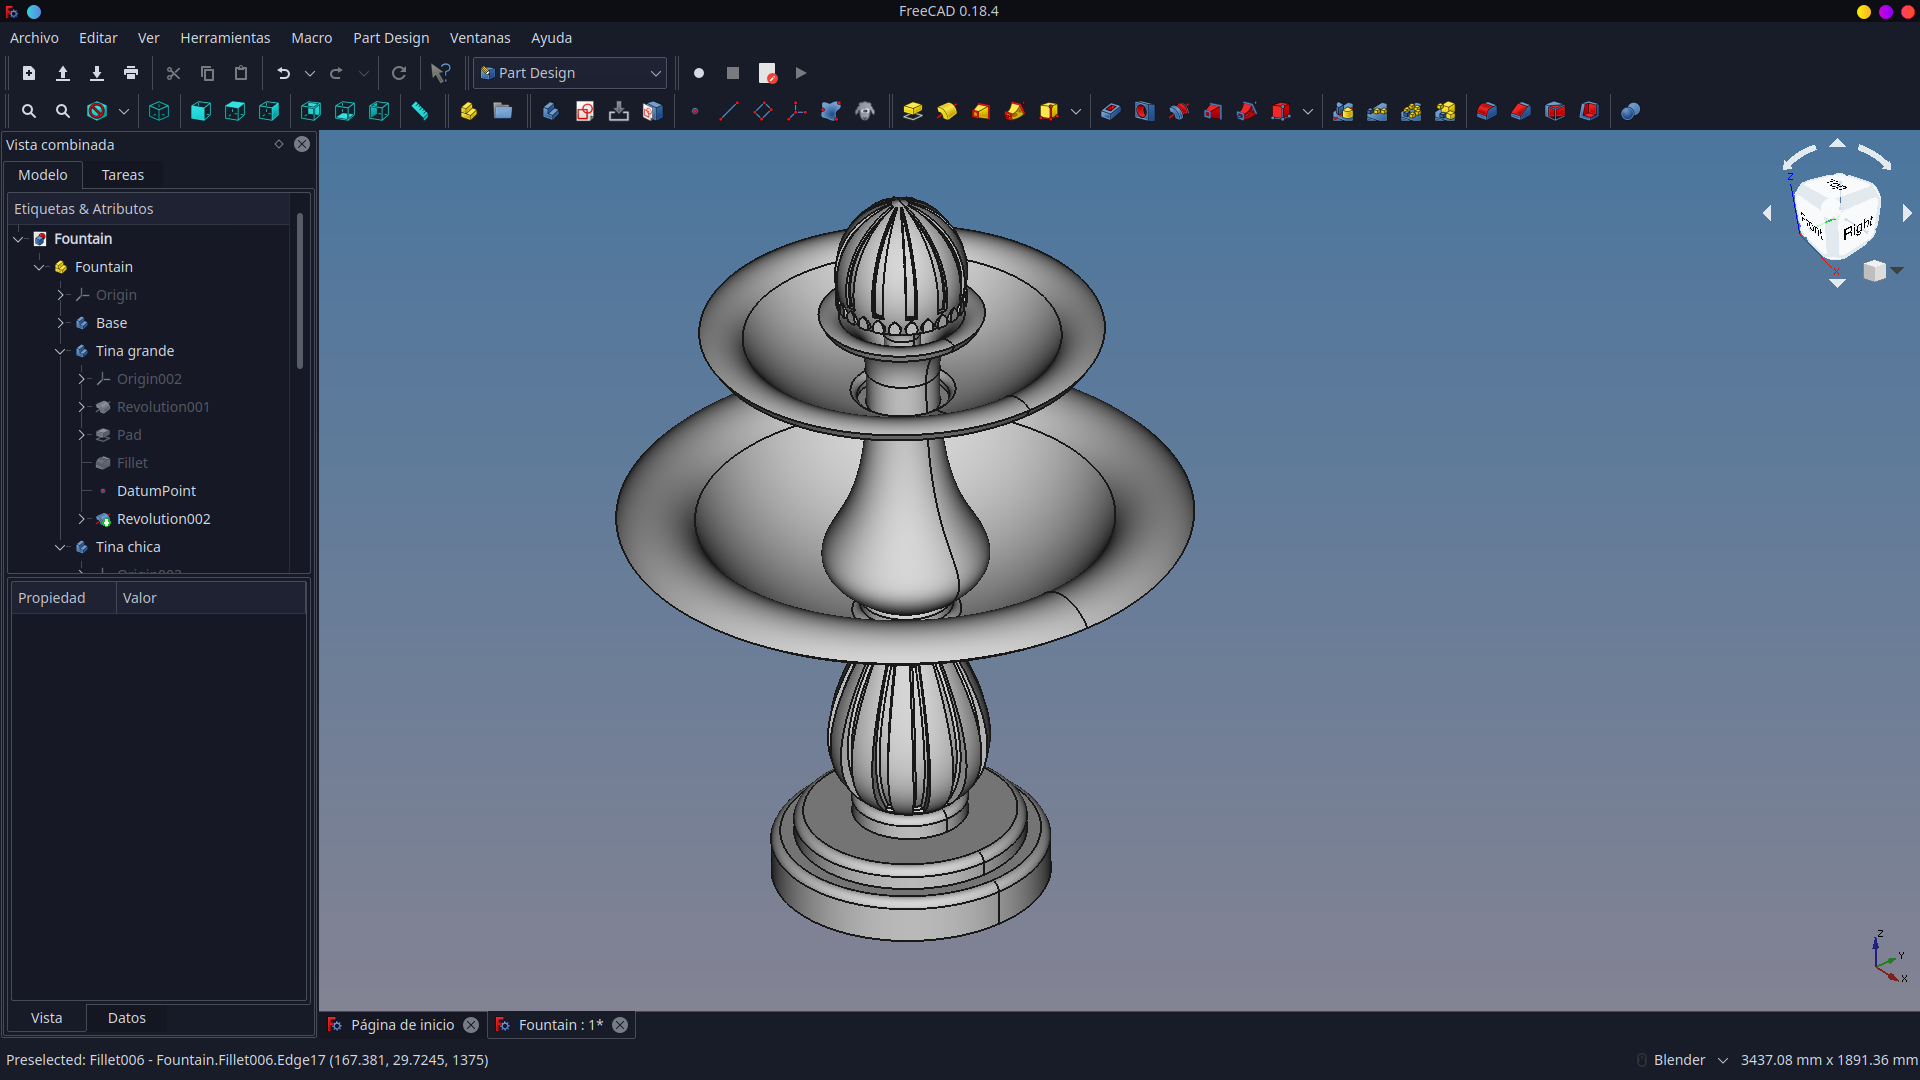 FreeCAD 0.18.4
Archivo Editar Ver Herramientas Macro Part Design Ventanas Ayuda
Part Design
Vista combinada
Modelo Tareas
Etiquetas & Atributos
Fountain
Fountain
Origin
Base
Tina grande
Origin002
Revolution001
Pad
Fillet
DatumPoint
Revolution002
Tina chica
Propiedad Valor
Vista Datos
Top
Front
Right
Z
X
Z
Y
X
Página de inicio
Fountain : 1*
Preselected: Fillet006 - Fountain.Fillet006.Edge17 (167.381, 29.7245, 1375)
Blender
3437.08 mm x 1891.36 mm